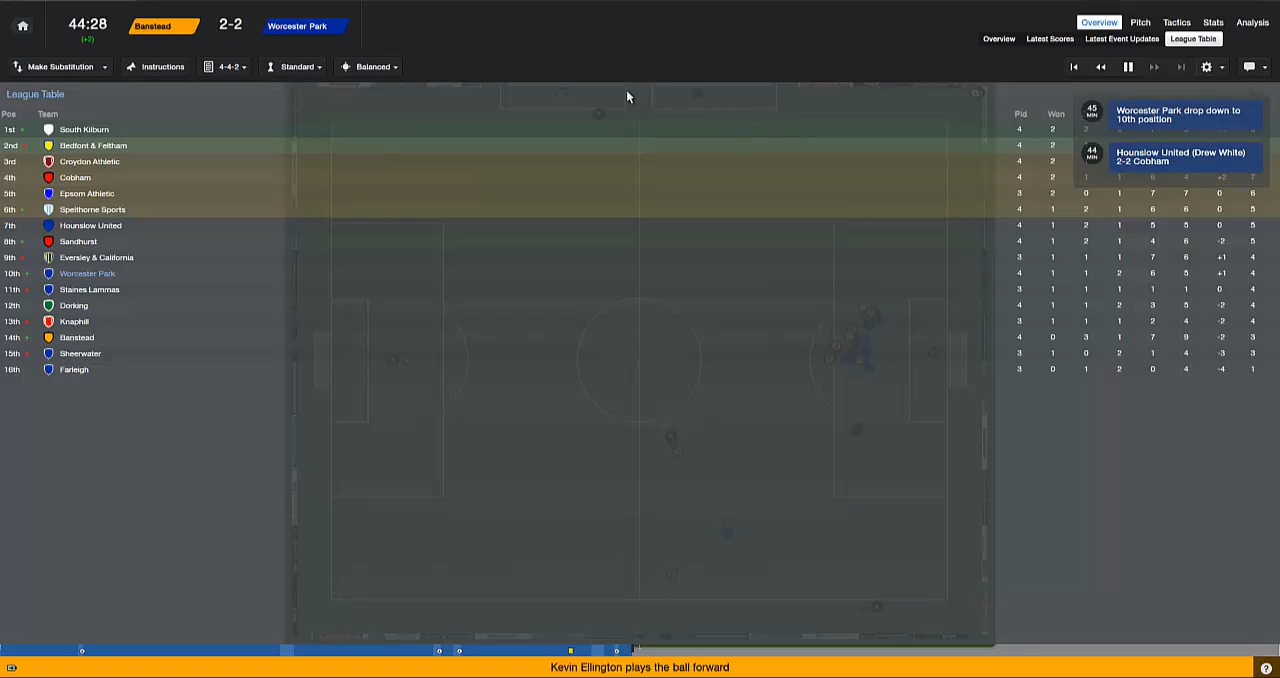 44:28
(+2)
Banstead
2-2
Worcester Park
Overview Pitch Tactics Stats Analysis
Overview Latest Scores Latest Event Updates League Table
Make Substitution Instructions 4-4-2 Standard Balanced
League Table
Pos Team Pld Won
1st South Kilburn 4 2
2nd Bedfont & Feltham 4 2
3rd Croydon Athletic 4 2
4th Cobham 4 2 1 1 6 4 +2 7
5th Epsom Athletic 3 2 0 1 7 7 0 6
6th Spelthorne Sports 4 1 2 1 6 6 0 5
7th Hounslow United 4 1 2 1 5 5 0 5
8th Sandhurst 4 1 2 1 4 6 -2 5
9th Eversley & California 3 1 1 1 7 6 +1 4
10th Worcester Park 4 1 1 2 6 5 +1 4
11th Staines Lammas 3 1 1 1 1 1 0 4
12th Dorking 4 1 1 2 3 5 -2 4
13th Knaphill 3 1 1 1 2 4 -2 4
14th Banstead 4 0 3 1 7 9 -2 3
15th Sheerwater 3 1 0 2 1 4 -3 3
16th Farleigh 3 0 1 2 0 4 -4 1
45 MIN Worcester Park drop down to 10th position
44 MIN Hounslow United (Drew White) 2-2 Cobham
Kevin Ellington plays the ball forward